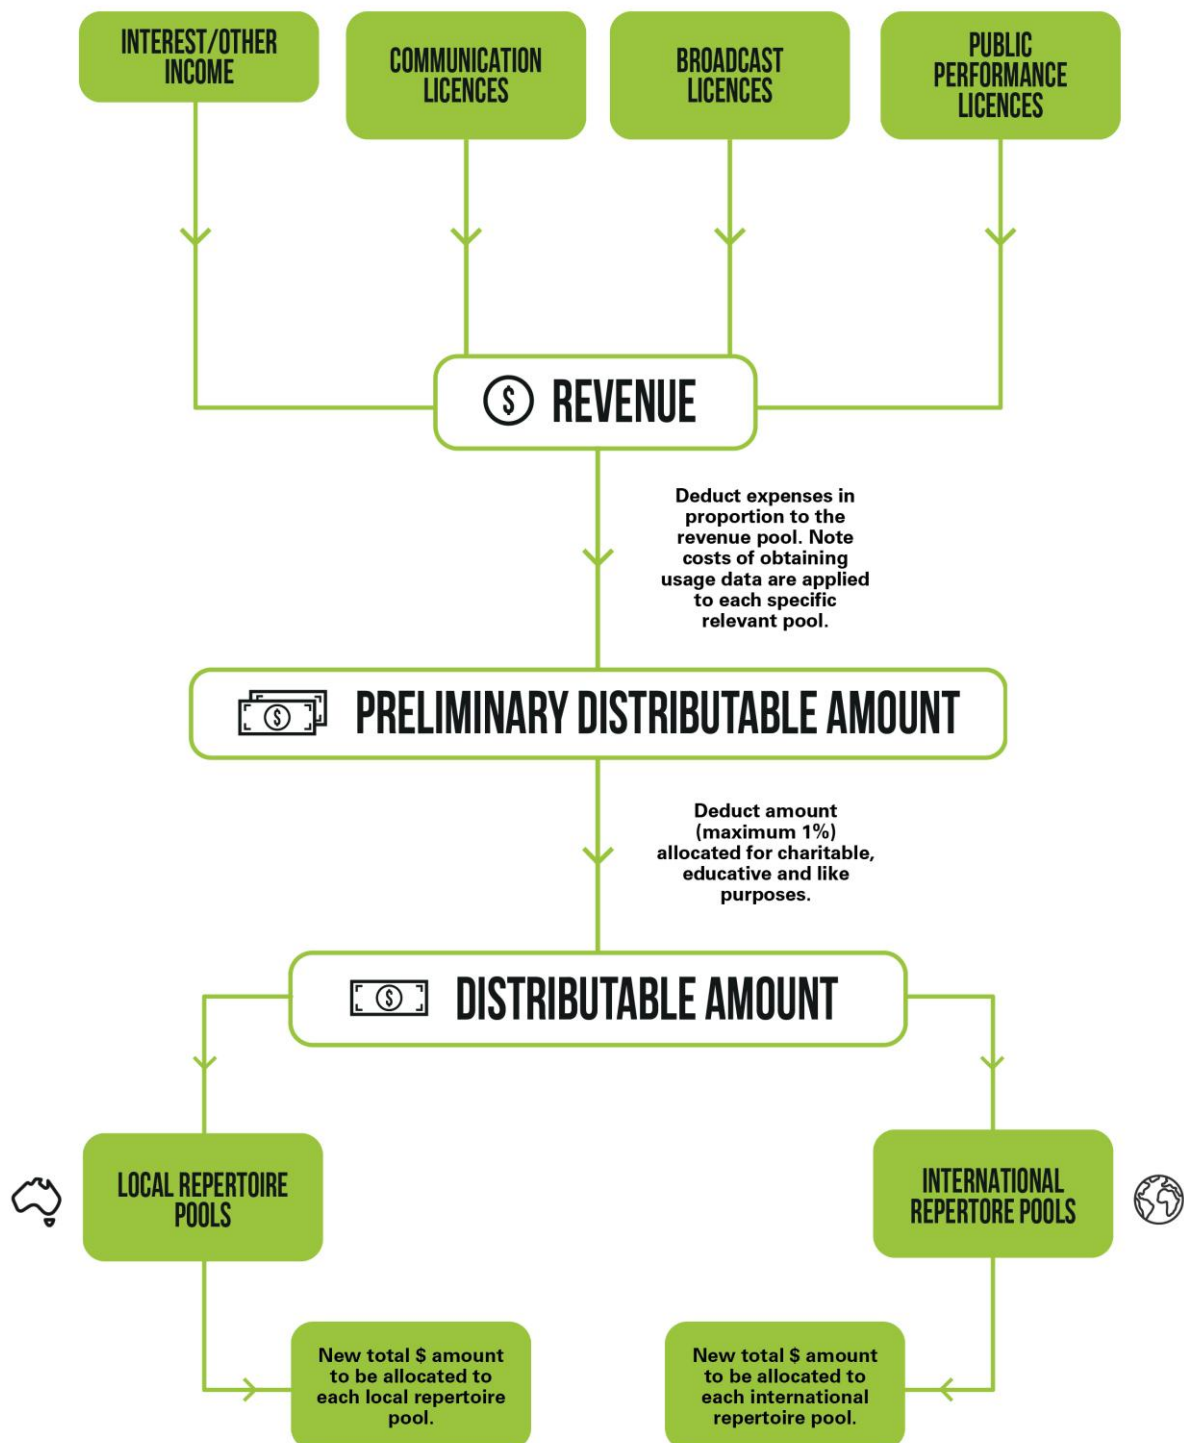 INTEREST/OTHER
INCOME
COMMUNICATION
LICENCES
BROADCAST
LICENCES
PUBLIC
PERFORMANCE
LICENCES
$ REVENUE
Deduct expenses in
proportion to the
revenue pool. Note
costs of obtaining
usage data are applied
to each specific
relevant pool.
$ PRELIMINARY DISTRIBUTABLE AMOUNT
Deduct amount
(maximum 1%)
allocated for charitable,
educative and like
purposes.
$ DISTRIBUTABLE AMOUNT
LOCAL REPERTOIRE
POOLS
INTERNATIONAL
REPERTORE POOLS
New total $ amount
to be allocated to
each local repertoire
pool.
New total $ amount
to be allocated to
each international
repertoire pool.